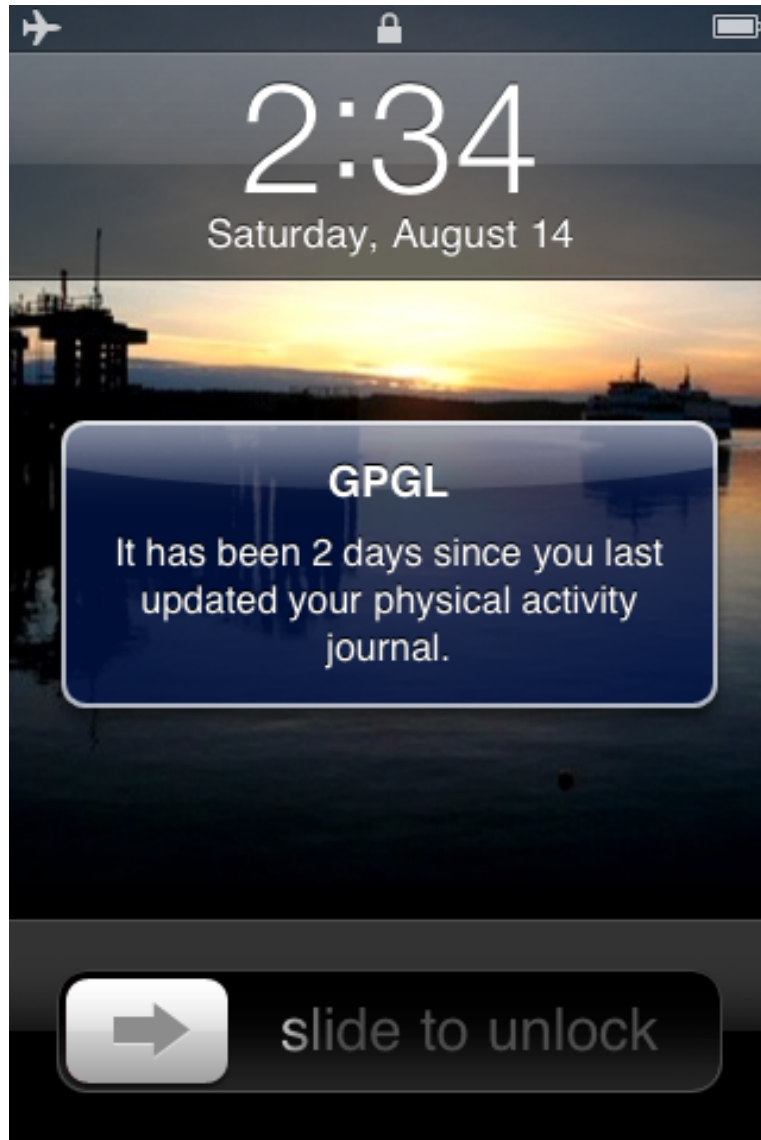 2:34
Saturday, August 14
GPGL
It has been 2 days since you last
updated your physical activity
journal.
slide to unlock